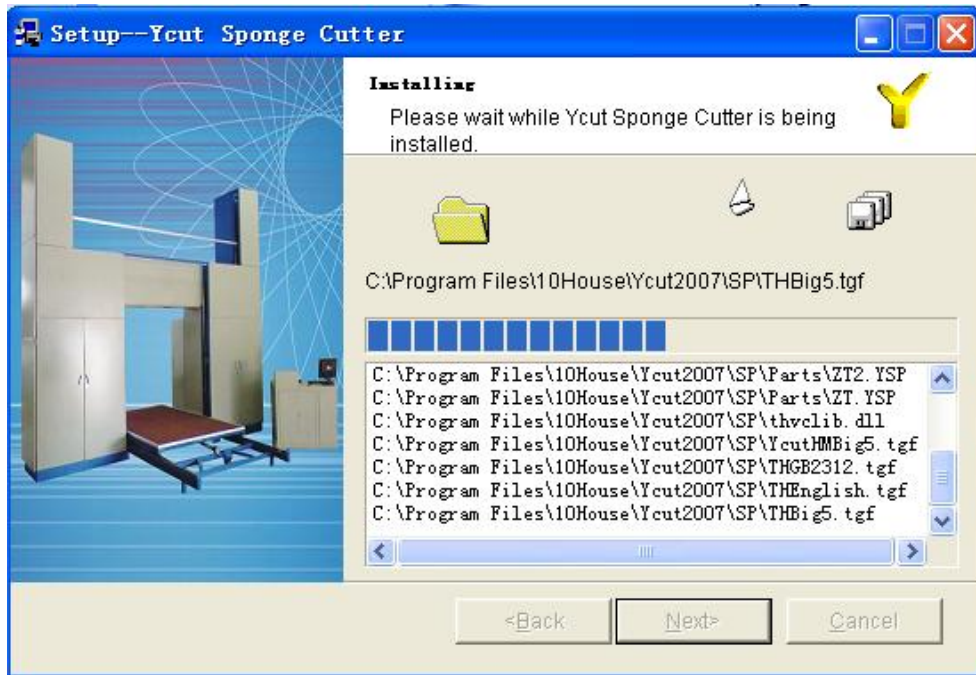 Setup--Ycut Sponge Cutter
Installing
Please wait while Ycut Sponge Cutter is being
installed.
C:\Program Files\10House\Ycut2007\SP\THBig5.tgf
C:\Program Files\10House\Ycut2007\SP\Parts\ZT2.YSP
C:\Program Files\10House\Ycut2007\SP\Parts\ZT.YSP
C:\Program Files\10House\Ycut2007\SP\thvclib.dll
C:\Program Files\10House\Ycut2007\SP\YcutHMBig5.tgf
C:\Program Files\10House\Ycut2007\SP\THGB2312.tgf
C:\Program Files\10House\Ycut2007\SP\THEnglish.tgf
C:\Program Files\10House\Ycut2007\SP\THBig5.tgf
<Back
Next>
Cancel